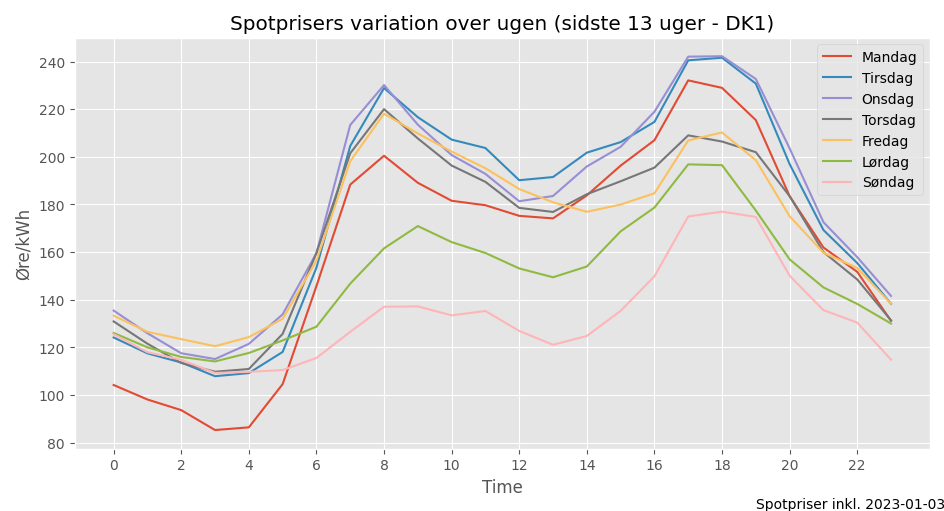 Spotprisers variation over ugen (sidste 13 uger - DK1)
Mandag
Tirsdag
Onsdag
Torsdag
Fredag
Lørdag
Søndag
Øre/kWh
240
220
200
180
160
140
120
100
80
0 2 4 6 8 10 12 14 16 18 20 22
Time
Spotpriser inkl. 2023-01-03